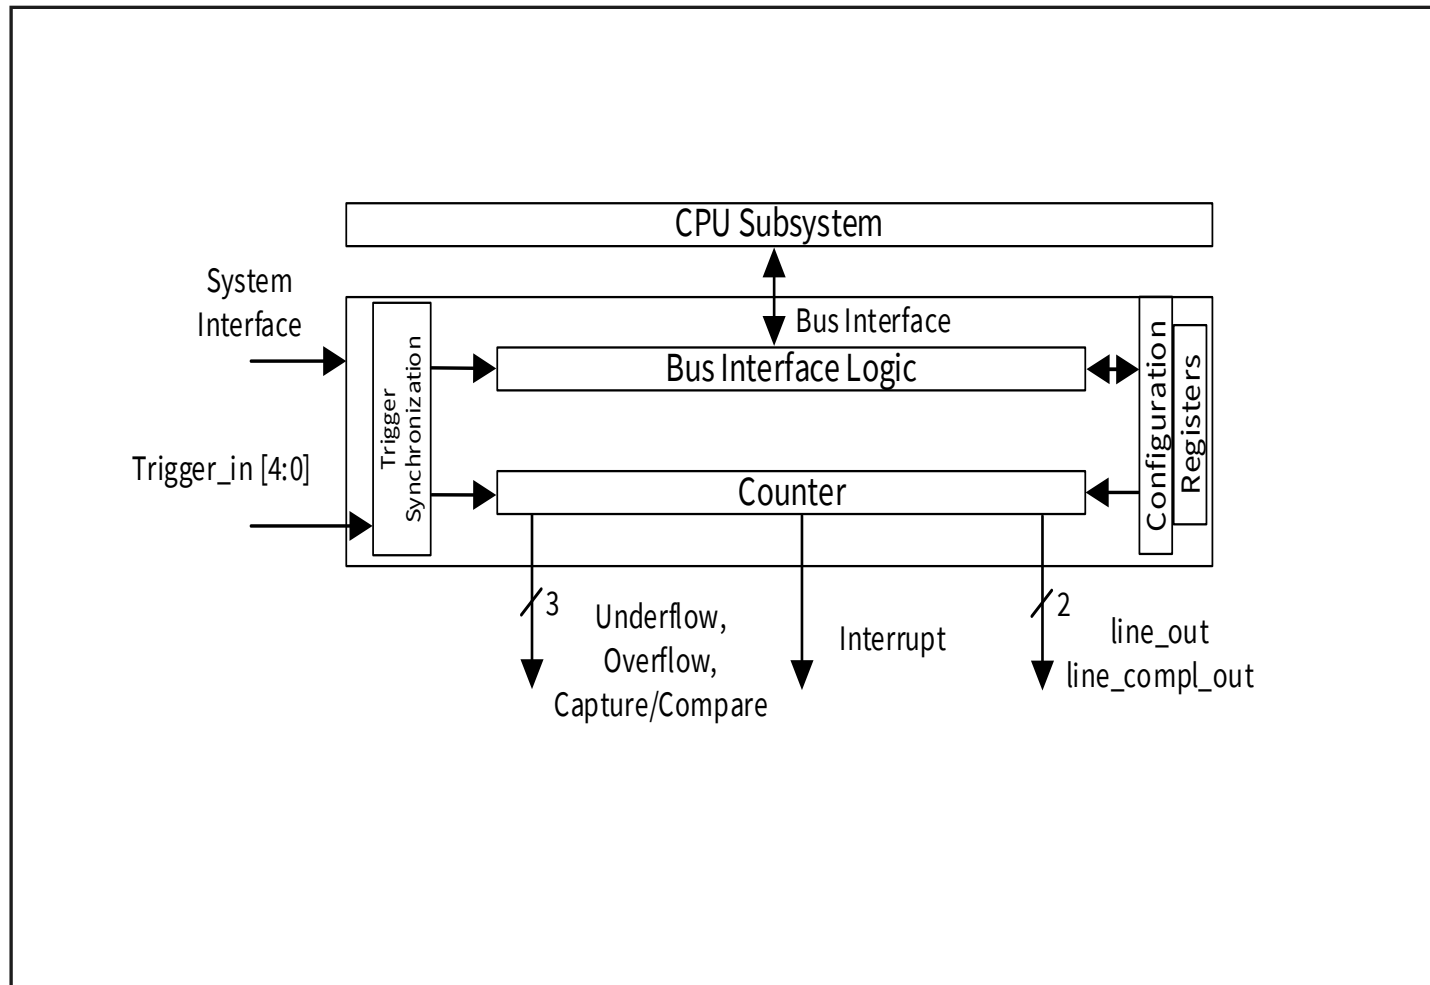 CPU Subsystem
System
Interface
Bus Interface
Bus Interface Logic
Trigger
Synchronization
Configuration
Registers
Trigger_in [4:0]
Counter
3
Underflow,
Overflow,
Capture/Compare
Interrupt
2
line_out
line_compl_out